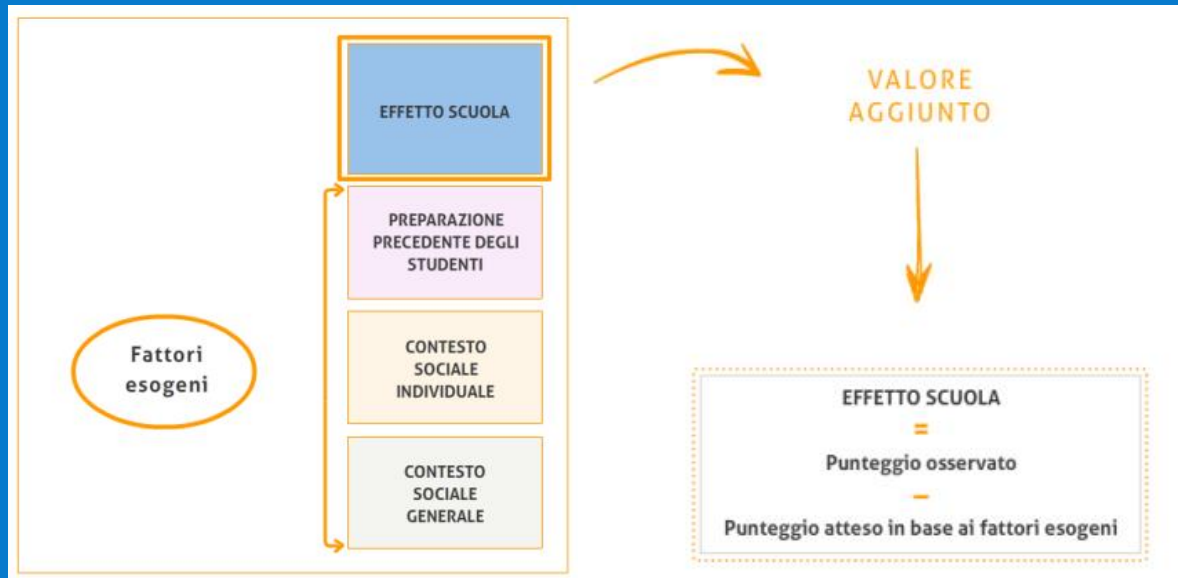 EFFETTO SCUOLA
PREPARAZIONE
PRECEDENTE DEGLI
STUDENTI
Fattori
esogeni
CONTESTO
SOCIALE
INDIVIDUALE
CONTESTO
SOCIALE
GENERALE
VALORE
AGGIUNTO
EFFETTO SCUOLA
=
Punteggio osservato
–
Punteggio atteso in base ai fattori esogeni